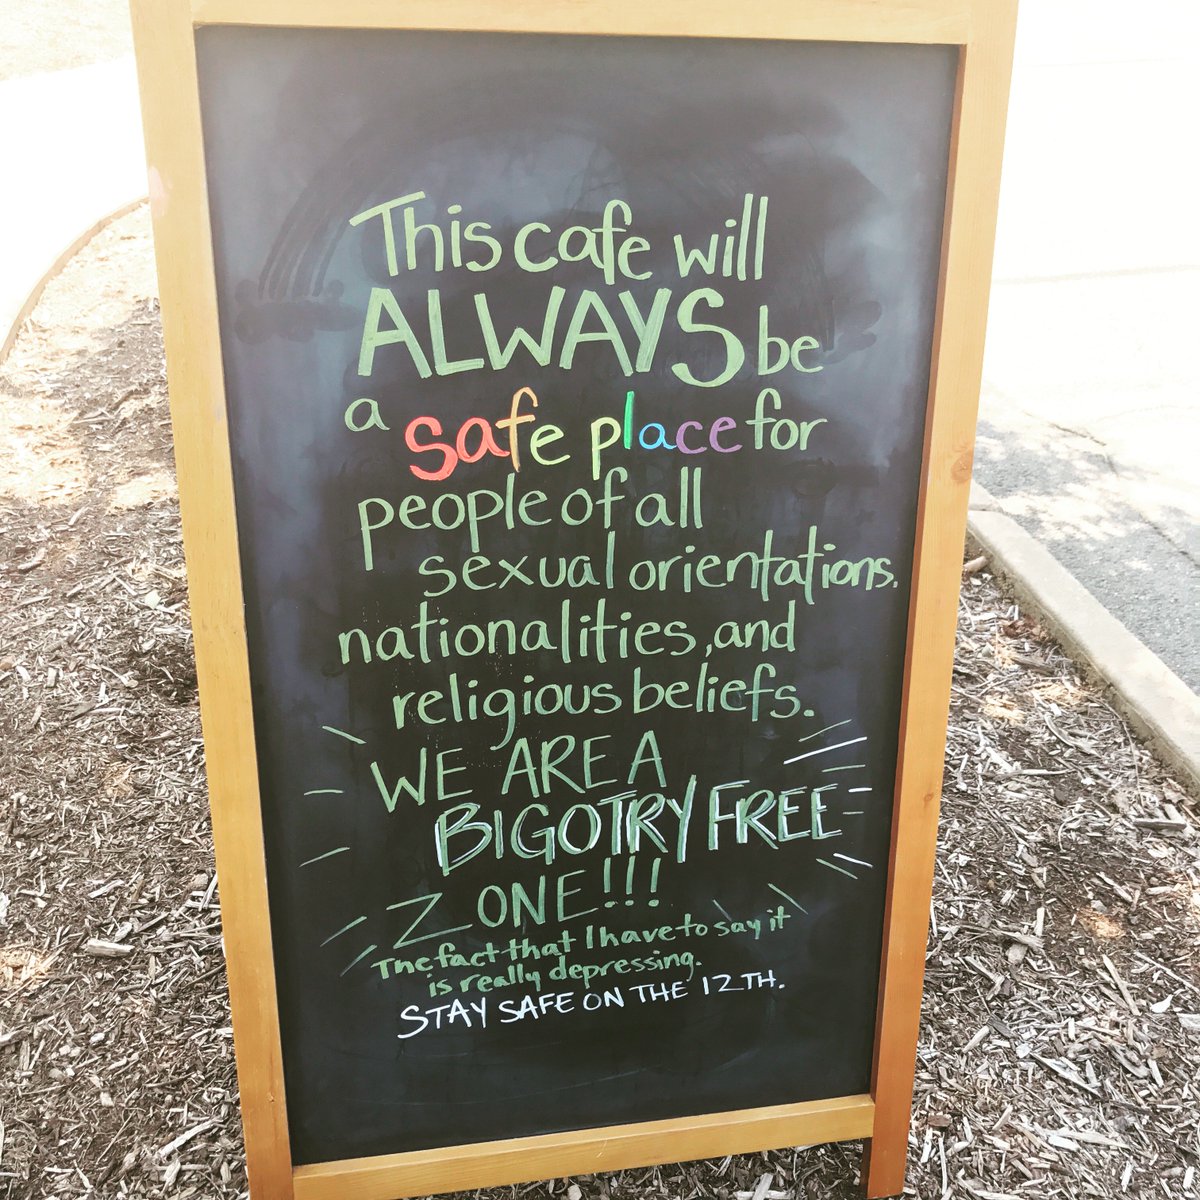 This cafe will
ALWAYS be
a safe place for
people of all
sexual orientations,
nationalities, and
religious beliefs.
WE ARE A
BIGOTRY FREE
ZONE!!!
The fact that I have to say it
is really depressing.
STAY SAFE ON THE 12TH.